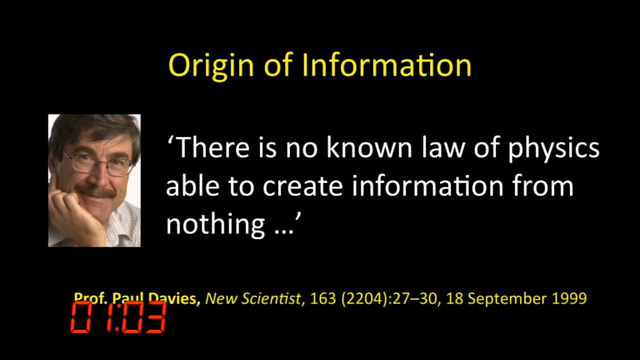 Origin of Information
‘There is no known law of physics
able to create information from
nothing …’
Prof. Paul Davies, New Scientist, 163 (2204):27–30, 18 September 1999
01:03